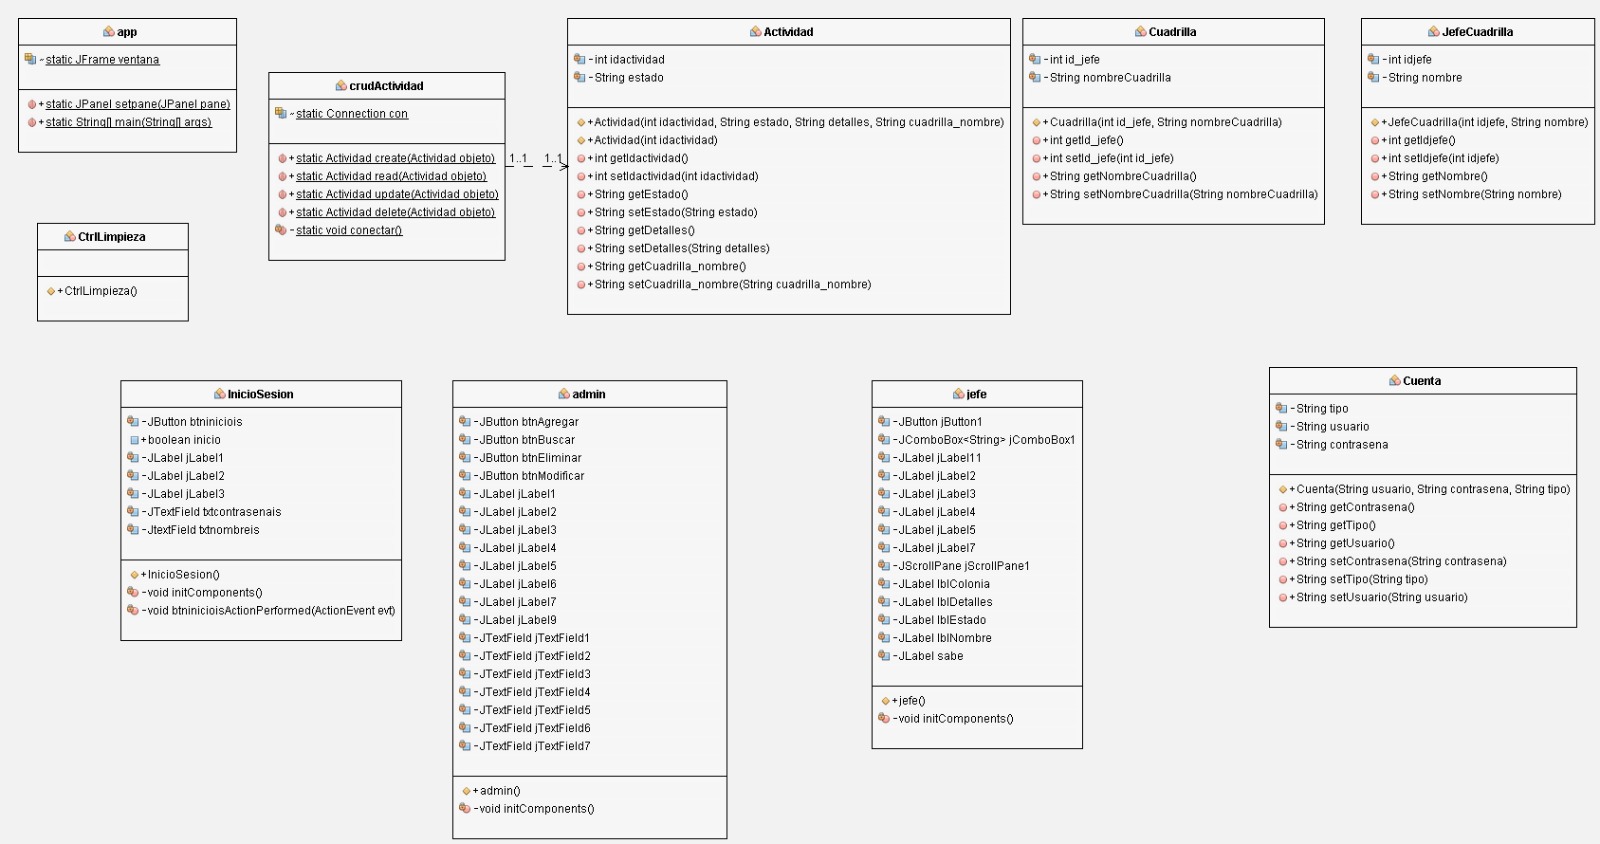 app
~static JFrame ventana
+static JPanel setpane(JPanel pane)
+static String[] main(String[] args)
crudActividad
~static Connection con
+static Actividad create(Actividad objeto)
+static Actividad read(Actividad objeto)
+static Actividad update(Actividad objeto)
+static Actividad delete(Actividad objeto)
-static void conectar()
1..1
1..1
Actividad
-int idactividad
-String estado
+Actividad(int idactividad, String estado, String detalles, String cuadrilla_nombre)
+Actividad(int idactividad)
+int getIdactividad()
+int setIdactividad(int idactividad)
+String getEstado()
+String setEstado(String estado)
+String getDetalles()
+String setDetalles(String detalles)
+String getCuadrilla_nombre()
+String setCuadrilla_nombre(String cuadrilla_nombre)
Cuadrilla
-int id_jefe
-String nombreCuadrilla
+Cuadrilla(int id_jefe, String nombreCuadrilla)
+int getId_jefe()
+int setId_jefe(int id_jefe)
+String getNombreCuadrilla()
+String setNombreCuadrilla(String nombreCuadrilla)
JefeCuadrilla
-int idjefe
-String nombre
+JefeCuadrilla(int idjefe, String nombre)
+int getIdjefe()
+int setIdjefe(int idjefe)
+String getNombre()
+String setNombre(String nombre)
CtrlLimpieza
+CtrlLimpieza()
InicioSesion
-JButton btniniciois
+boolean inicio
-JLabel jLabel1
-JLabel jLabel2
-JLabel jLabel3
-JTextField txtcontrasenais
-JtextField txtnombreis
+InicioSesion()
-void initComponents()
-void btninicioisActionPerformed(ActionEvent evt)
admin
-JButton btnAgregar
-JButton btnBuscar
-JButton btnEliminar
-JButton btnModificar
-JLabel jLabel1
-JLabel jLabel2
-JLabel jLabel3
-JLabel jLabel4
-JLabel jLabel5
-JLabel jLabel6
-JLabel jLabel7
-JLabel jLabel9
-JTextField jTextField1
-JTextField jTextField2
-JTextField jTextField3
-JTextField jTextField4
-JTextField jTextField5
-JTextField jTextField6
-JTextField jTextField7
+admin()
-void initComponents()
jefe
-JButton jButton1
-JComboBox<String> jComboBox1
-JLabel jLabel11
-JLabel jLabel2
-JLabel jLabel3
-JLabel jLabel4
-JLabel jLabel5
-JLabel jLabel7
-JScrollPane jScrollPane1
-JLabel lblColonia
-JLabel lblDetalles
-JLabel lblEstado
-JLabel lblNombre
-JLabel sabe
+jefe()
-void initComponents()
Cuenta
-String tipo
-String usuario
-String contrasena
+Cuenta(String usuario, String contrasena, String tipo)
+String getContrasena()
+String getTipo()
+String getUsuario()
+String setContrasena(String contrasena)
+String setTipo(String tipo)
+String setUsuario(String usuario)